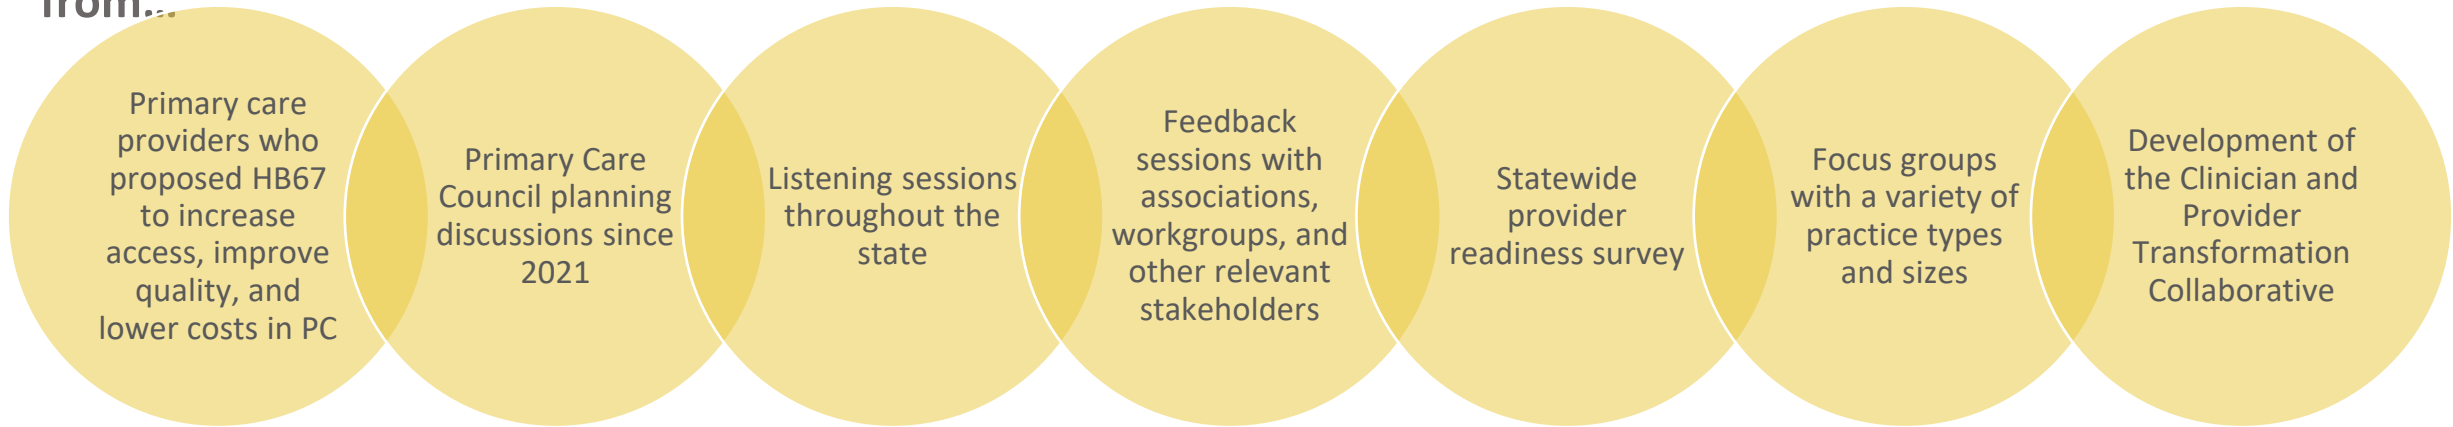 from...
Primary care
providers who
proposed HB67
to increase
access, improve
quality, and
lower costs in PC
Primary Care
Council planning
discussions since
2021
Listening sessions
throughout the
state
Feedback
sessions with
associations,
workgroups, and
other relevant
stakeholders
Statewide
provider
readiness survey
Focus groups
with a variety of
practice types
and sizes
Development of
the Clinician and
Provider
Transformation
Collaborative